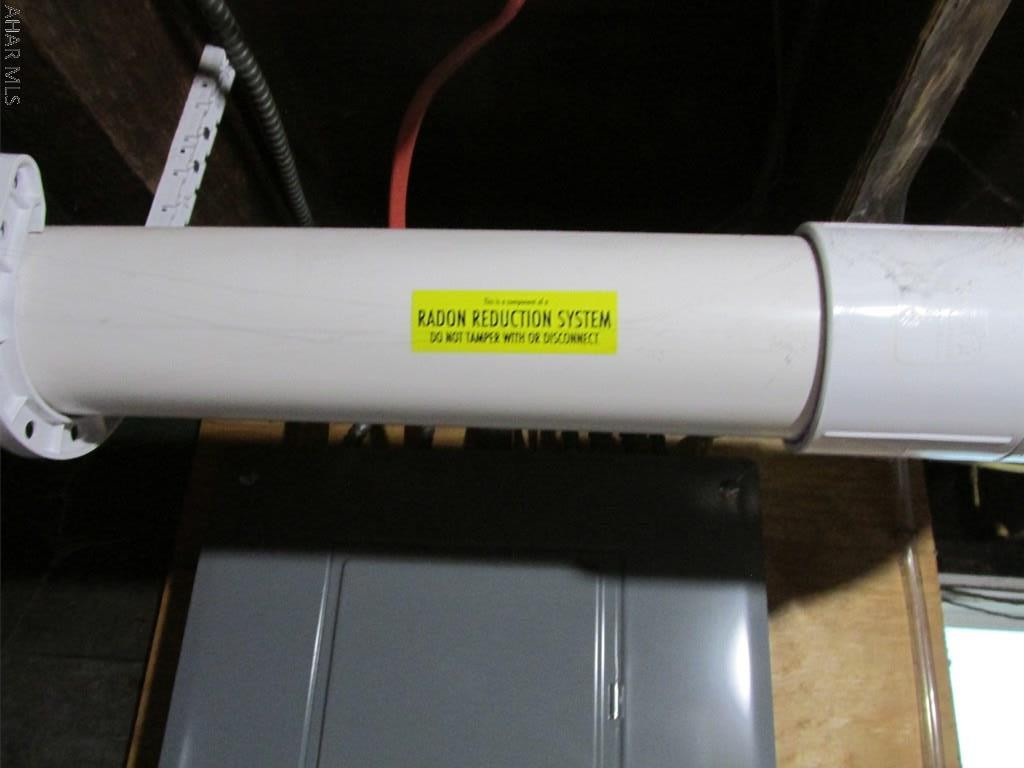 AHAR MLS
This is a component of a
RADON REDUCTION SYSTEM
DO NOT TAMPER WITH OR DISCONNECT